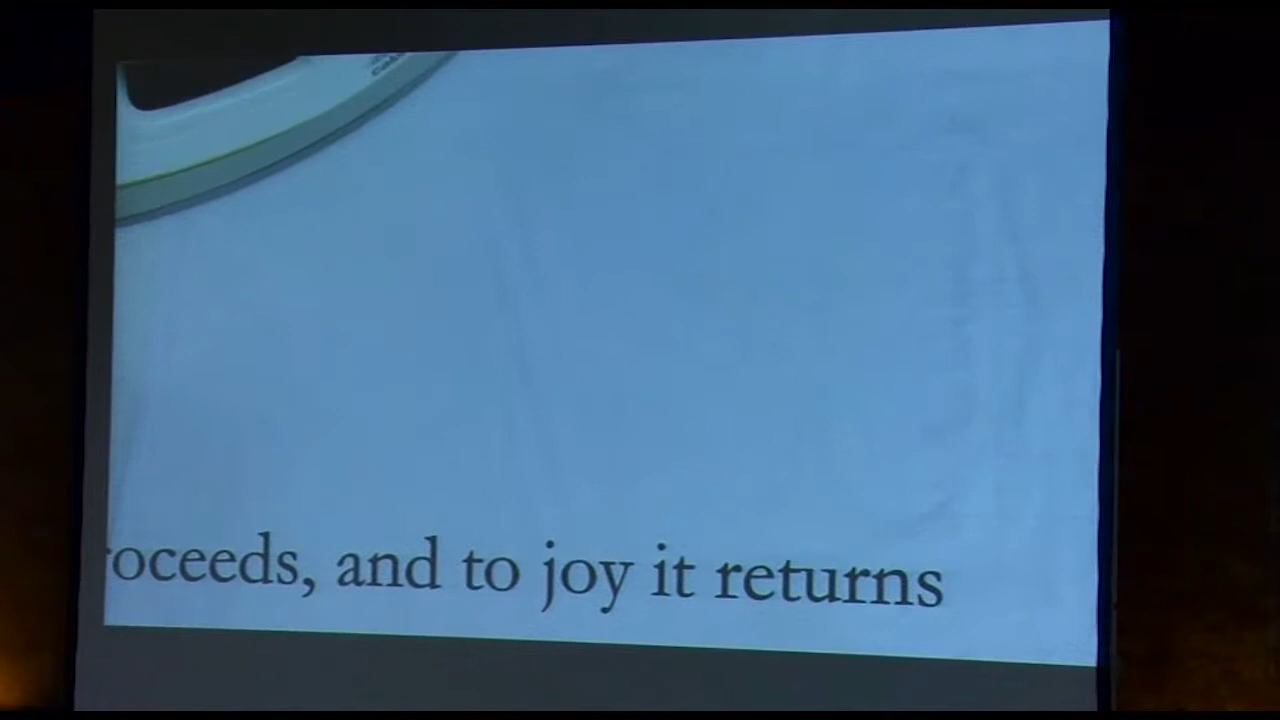 roceeds, and to joy it returns